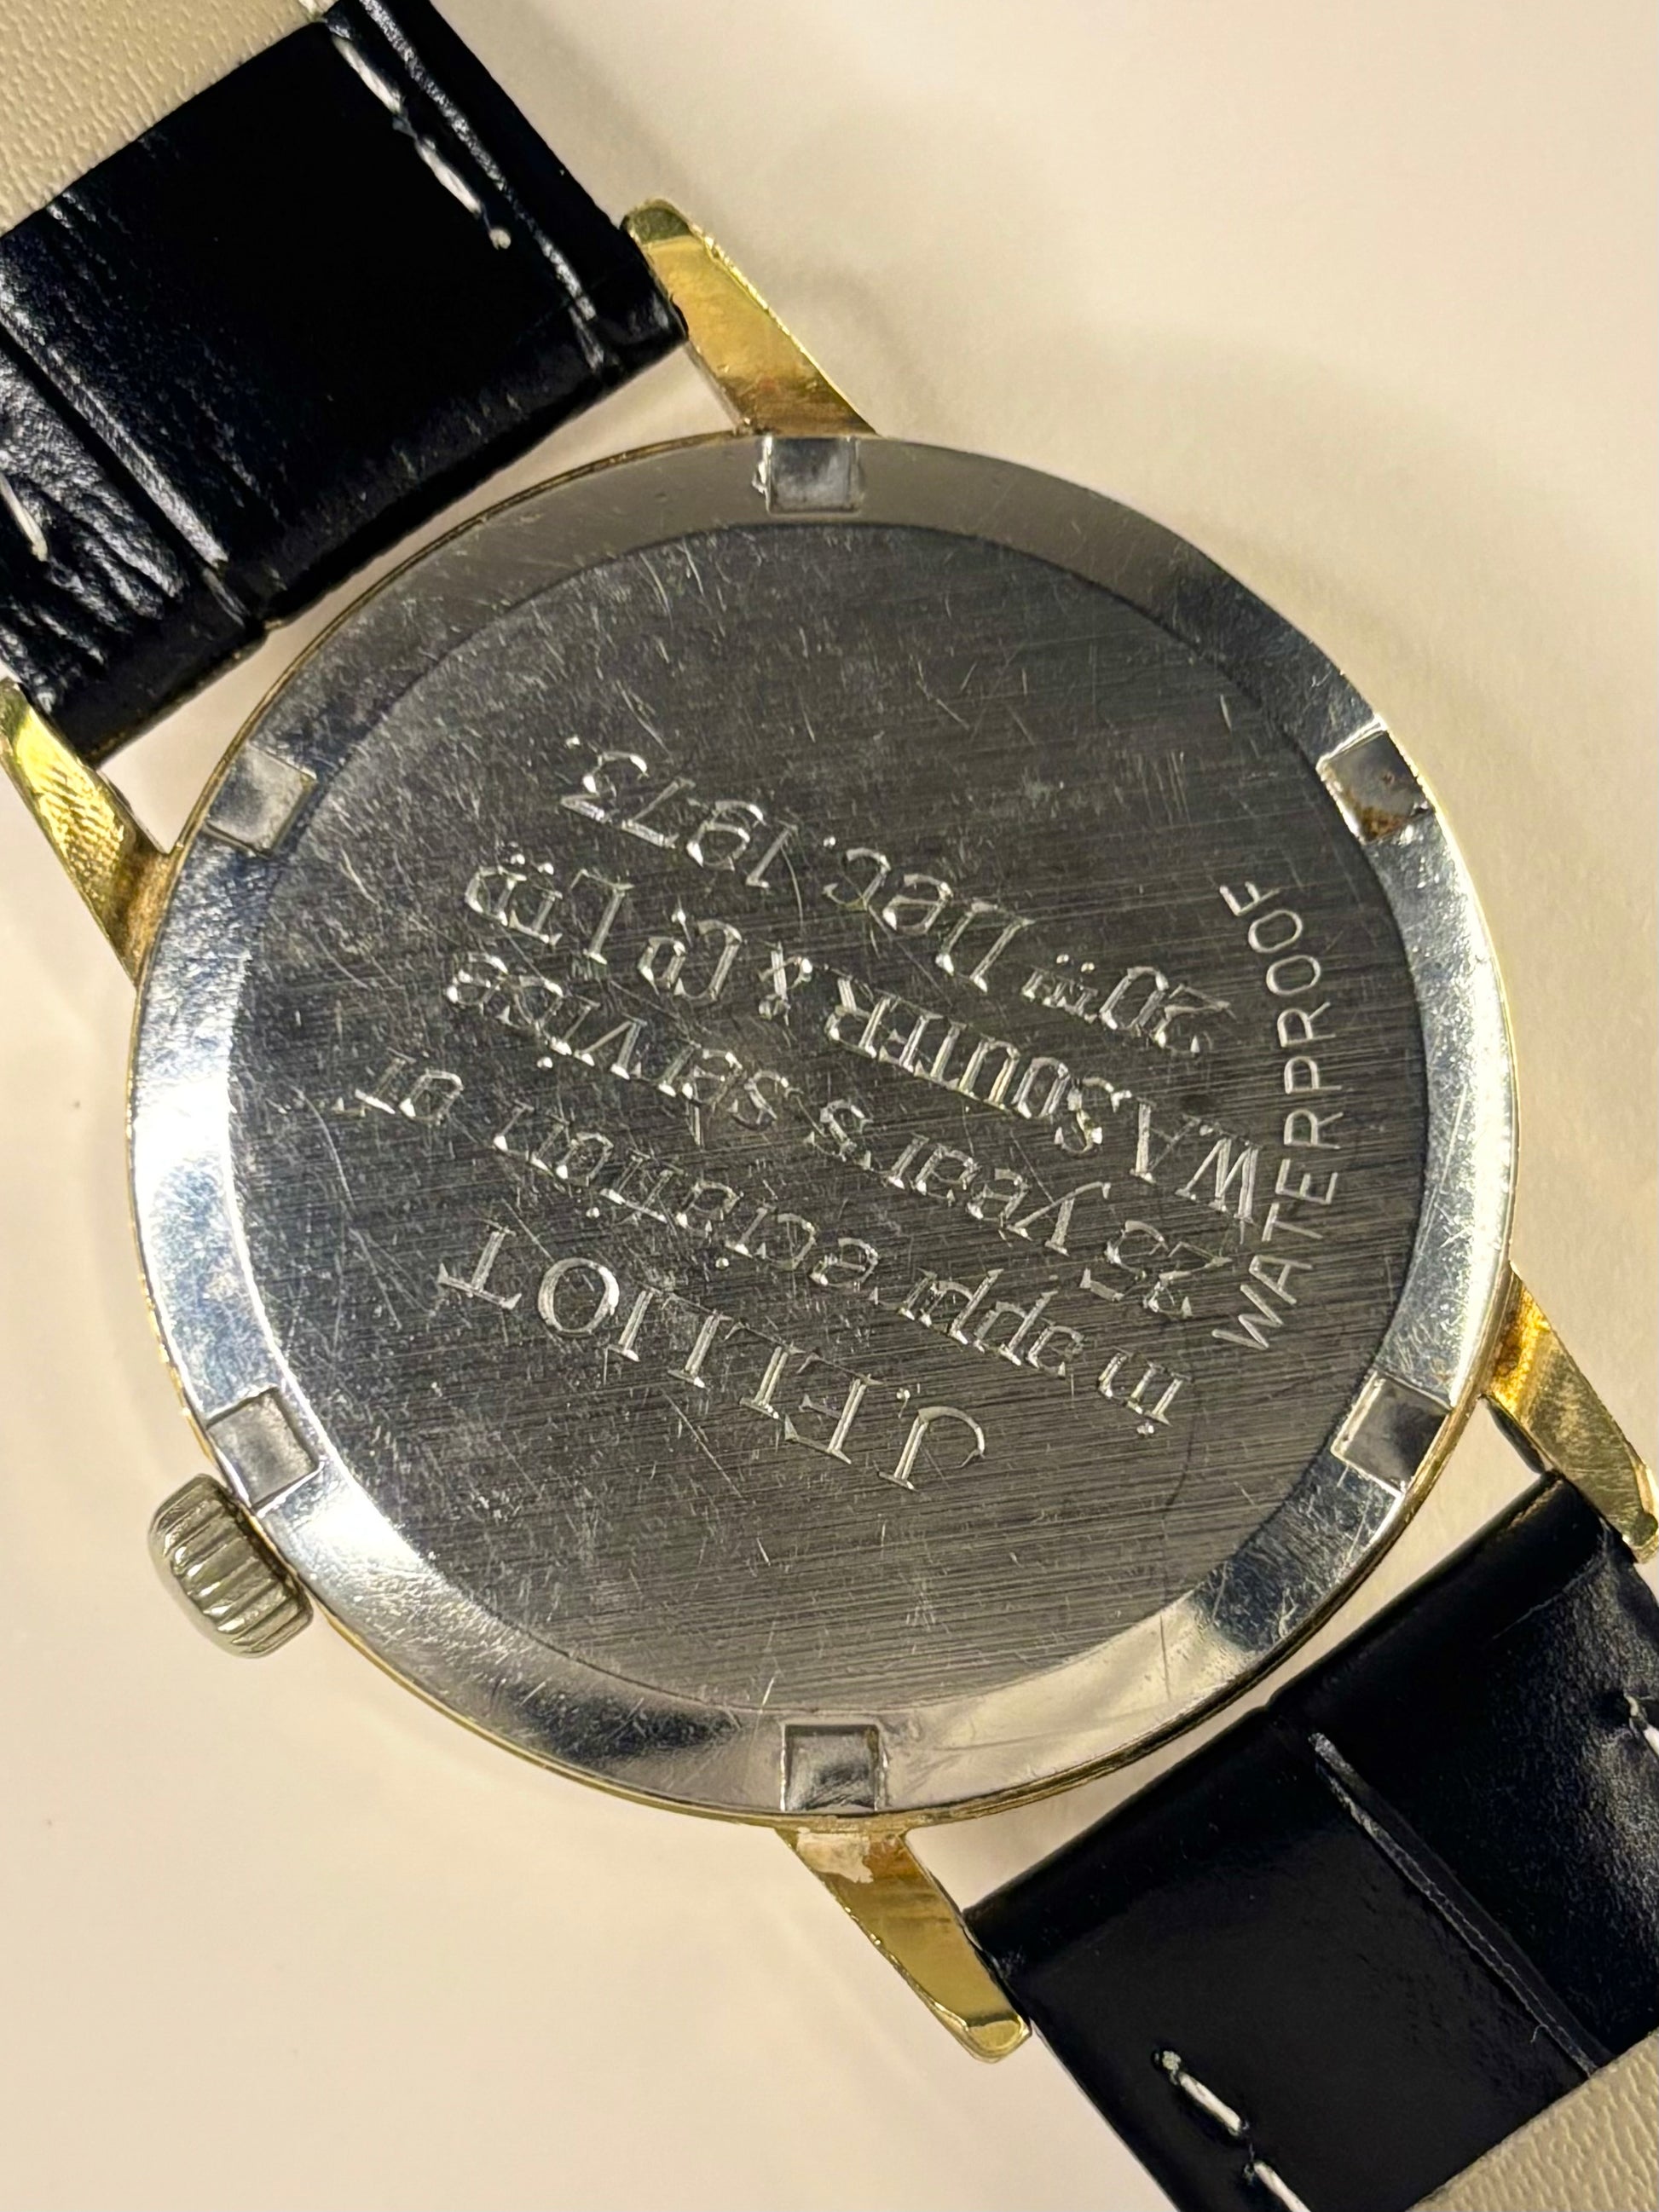 J.ELLIOT
in appreciation of
25 years service
W.A.SOUTER & Co LTD
20TH Dec. 1973.
WATERPROOF